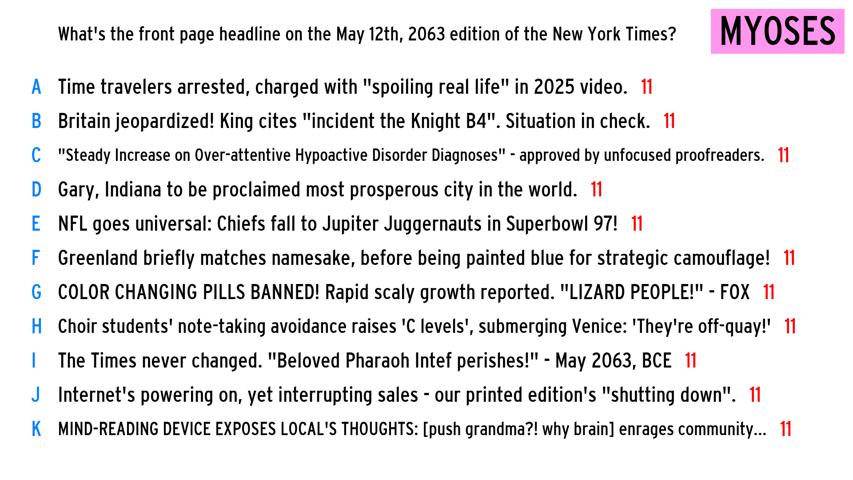 What's the front page headline on the May 12th, 2063 edition of the New York Times?
MYOSES
A Time travelers arrested, charged with "spoiling real life" in 2025 video. 11
B Britain jeopardized! King cites "incident the Knight B4". Situation in check. 11
C "Steady Increase on Over-attentive Hypoactive Disorder Diagnoses" - approved by unfocused proofreaders. 11
D Gary, Indiana to be proclaimed most prosperous city in the world. 11
E NFL goes universal: Chiefs fall to Jupiter Juggernauts in Superbowl 97! 11
F Greenland briefly matches namesake, before being painted blue for strategic camouflage! 11
G COLOR CHANGING PILLS BANNED! Rapid scaly growth reported. "LIZARD PEOPLE!" - FOX 11
H Choir students' note-taking avoidance raises 'C levels', submerging Venice: 'They're off-quay!' 11
I The Times never changed. "Beloved Pharaoh Intef perishes!" - May 2063, BCE 11
J Internet's powering on, yet interrupting sales - our printed edition's "shutting down". 11
K MIND-READING DEVICE EXPOSES LOCAL'S THOUGHTS: [push grandma?! why brain] enrages community... 11